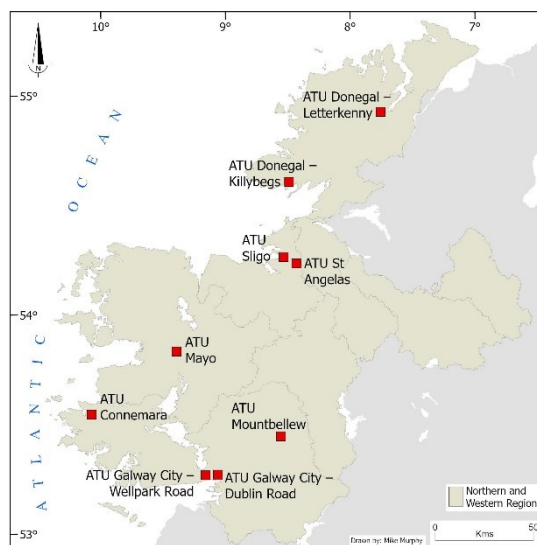 10°
9°
8°
N
55°
ATU Donegal –
Letterkenny
OCEAN
ATU Donegal –
Killybegs
ATU
Sligo
ATU St
Angelas
54°
ATU
Mayo
ATLANTIC
ATU
Connemara
ATU
Mountbellew
ATU Galway City –
Wellpark Road
ATU Galway City –
Dublin Road
Northern and
Western Region
53°
Drawn by: Mike Murphy
0 50
Kms